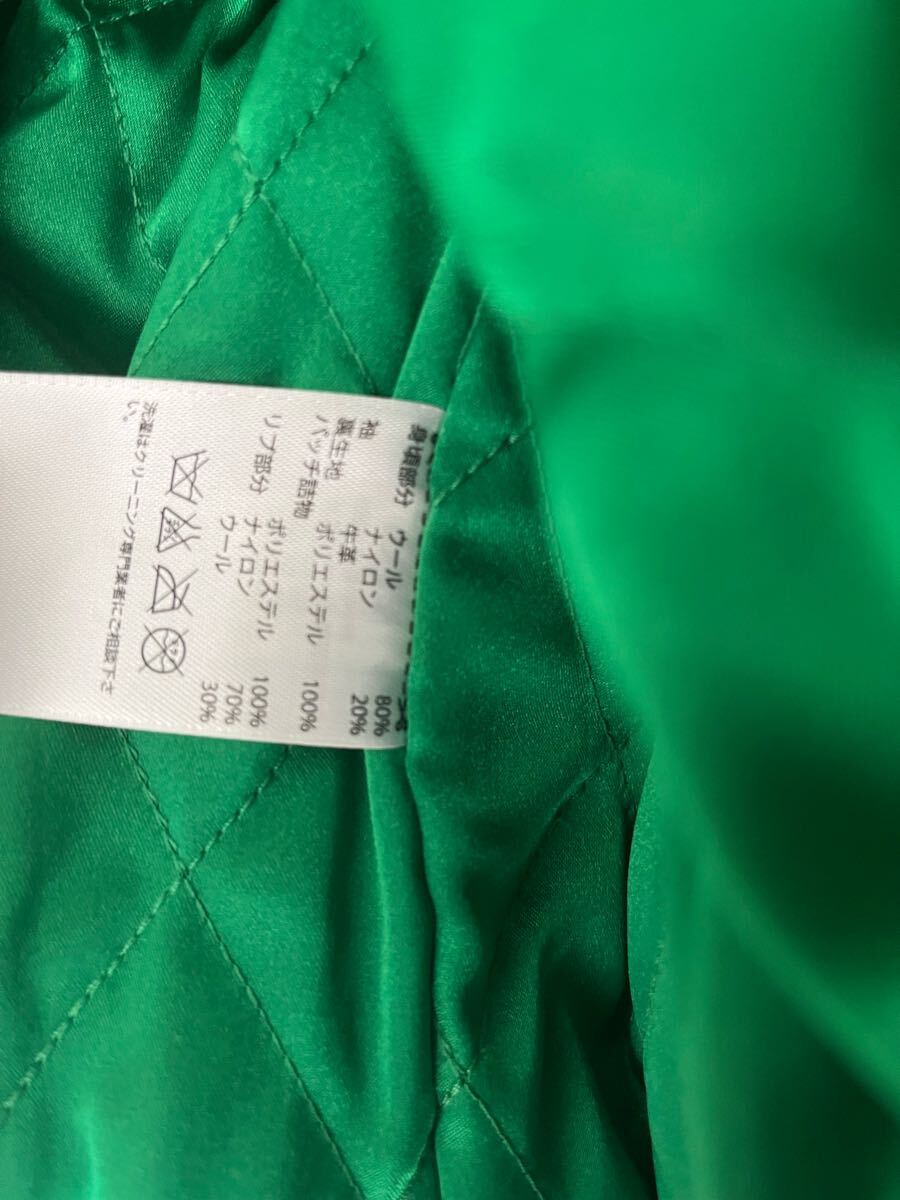 身頃部分 ウール 80%
ナイロン 20%
袖 牛革
裏生地 ポリエステル 100%
パッチ詰物 ポリエステル 100%
リブ部分 ナイロン 70%
ウール 30%
洗濯はクリーニング専門業者にご相談下さ
い。